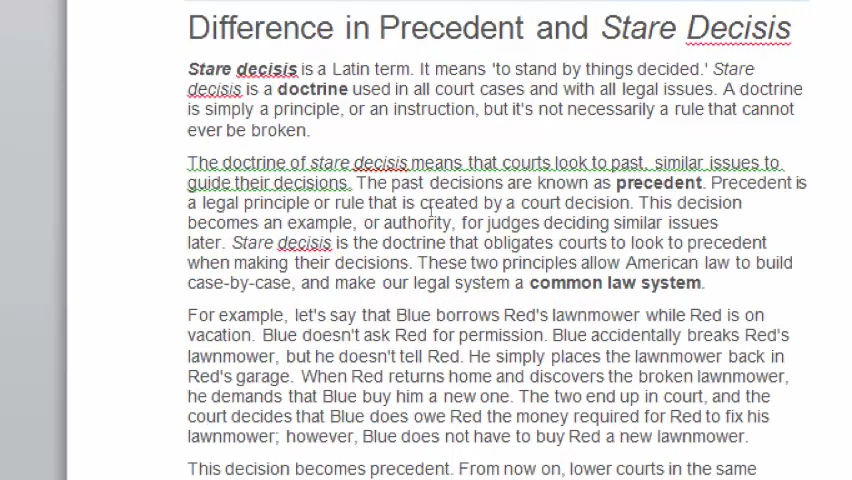 Difference in Precedent and Stare Decisis
Stare decisis is a Latin term. It means 'to stand by things decided.' Stare
decisis is a doctrine used in all court cases and with all legal issues. A doctrine
is simply a principle, or an instruction, but it's not necessarily a rule that cannot
ever be broken.
The doctrine of stare decisis means that courts look to past, similar issues to
guide their decisions. The past decisions are known as precedent. Precedent is
a legal principle or rule that is created by a court decision. This decision
becomes an example, or authority, for judges deciding similar issues
later. Stare decisis is the doctrine that obligates courts to look to precedent
when making their decisions. These two principles allow American law to build
case-by-case, and make our legal system a common law system.
For example, let's say that Blue borrows Red's lawnmower while Red is on
vacation. Blue doesn't ask Red for permission. Blue accidentally breaks Red's
lawnmower, but he doesn't tell Red. He simply places the lawnmower back in
Red's garage. When Red returns home and discovers the broken lawnmower,
he demands that Blue buy him a new one. The two end up in court, and the
court decides that Blue does owe Red the money required for Red to fix his
lawnmower; however, Blue does not have to buy Red a new lawnmower.
This decision becomes precedent. From now on, lower courts in the same